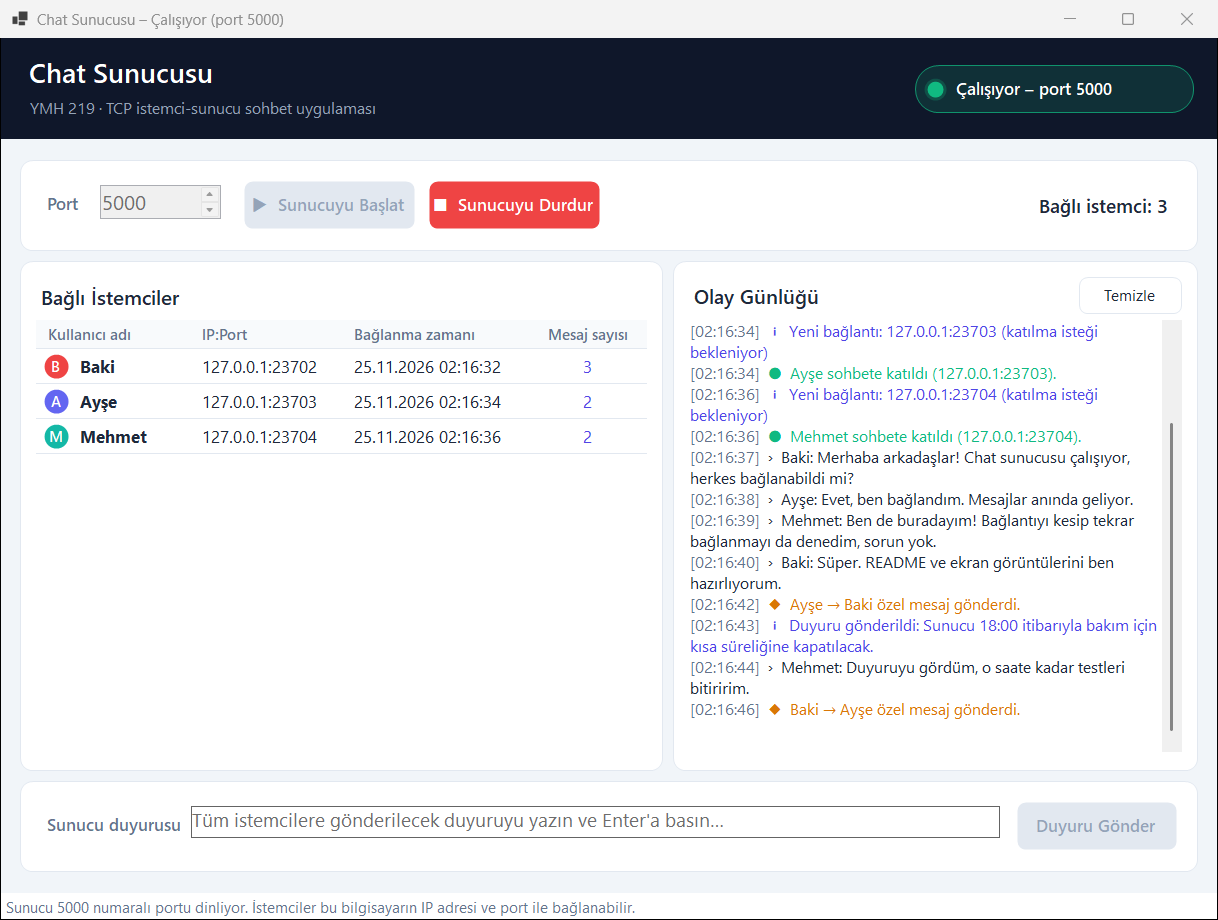 Chat Sunucusu – Çalışıyor (port 5000)
Chat Sunucusu
YMH 219 · TCP istemci-sunucu sohbet uygulaması
Çalışıyor – port 5000
Port
5000
Sunucuyu Başlat
Sunucuyu Durdur
Bağlı istemci: 3
Bağlı İstemciler
Kullanıcı adı IP:Port Bağlanma zamanı Mesaj sayısı
B Baki 127.0.0.1:23702 25.11.2026 02:16:32 3
A Ayşe 127.0.0.1:23703 25.11.2026 02:16:34 2
M Mehmet 127.0.0.1:23704 25.11.2026 02:16:36 2
Olay Günlüğü
Temizle
[02:16:34] i Yeni bağlantı: 127.0.0.1:23703 (katılma isteği
bekleniyor)
[02:16:34] ● Ayşe sohbete katıldı (127.0.0.1:23703).
[02:16:36] i Yeni bağlantı: 127.0.0.1:23704 (katılma isteği
bekleniyor)
[02:16:36] ● Mehmet sohbete katıldı (127.0.0.1:23704).
[02:16:37] › Baki: Merhaba arkadaşlar! Chat sunucusu çalışıyor,
herkes bağlanabildi mi?
[02:16:38] › Ayşe: Evet, ben bağlandım. Mesajlar anında geliyor.
[02:16:39] › Mehmet: Ben de buradayım! Bağlantıyı kesip tekrar
bağlanmayı da denedim, sorun yok.
[02:16:40] › Baki: Süper. README ve ekran görüntülerini ben
hazırlıyorum.
[02:16:42] ◆ Ayşe → Baki özel mesaj gönderdi.
[02:16:43] i Duyuru gönderildi: Sunucu 18:00 itibarıyla bakım için
kısa süreliğine kapatılacak.
[02:16:44] › Mehmet: Duyuruyu gördüm, o saate kadar testleri
bitiririm.
[02:16:46] ◆ Baki → Ayşe özel mesaj gönderdi.
Sunucu duyurusu
Tüm istemcilere gönderilecek duyuruyu yazın ve Enter'a basın...
Duyuru Gönder
Sunucu 5000 numaralı portu dinliyor. İstemciler bu bilgisayarın IP adresi ve port ile bağlanabilir.